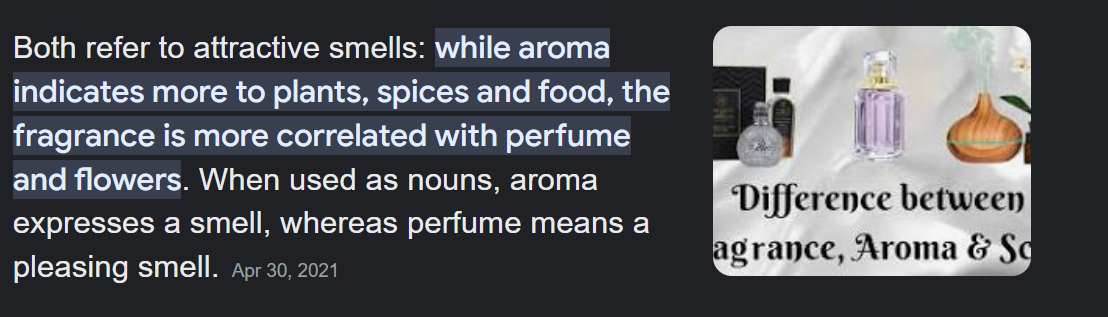 Both refer to attractive smells: while aroma
indicates more to plants, spices and food, the
fragrance is more correlated with perfume
and flowers. When used as nouns, aroma
expresses a smell, whereas perfume means a
pleasing smell. Apr 30, 2021
Difference between
agrance, Aroma & Sc